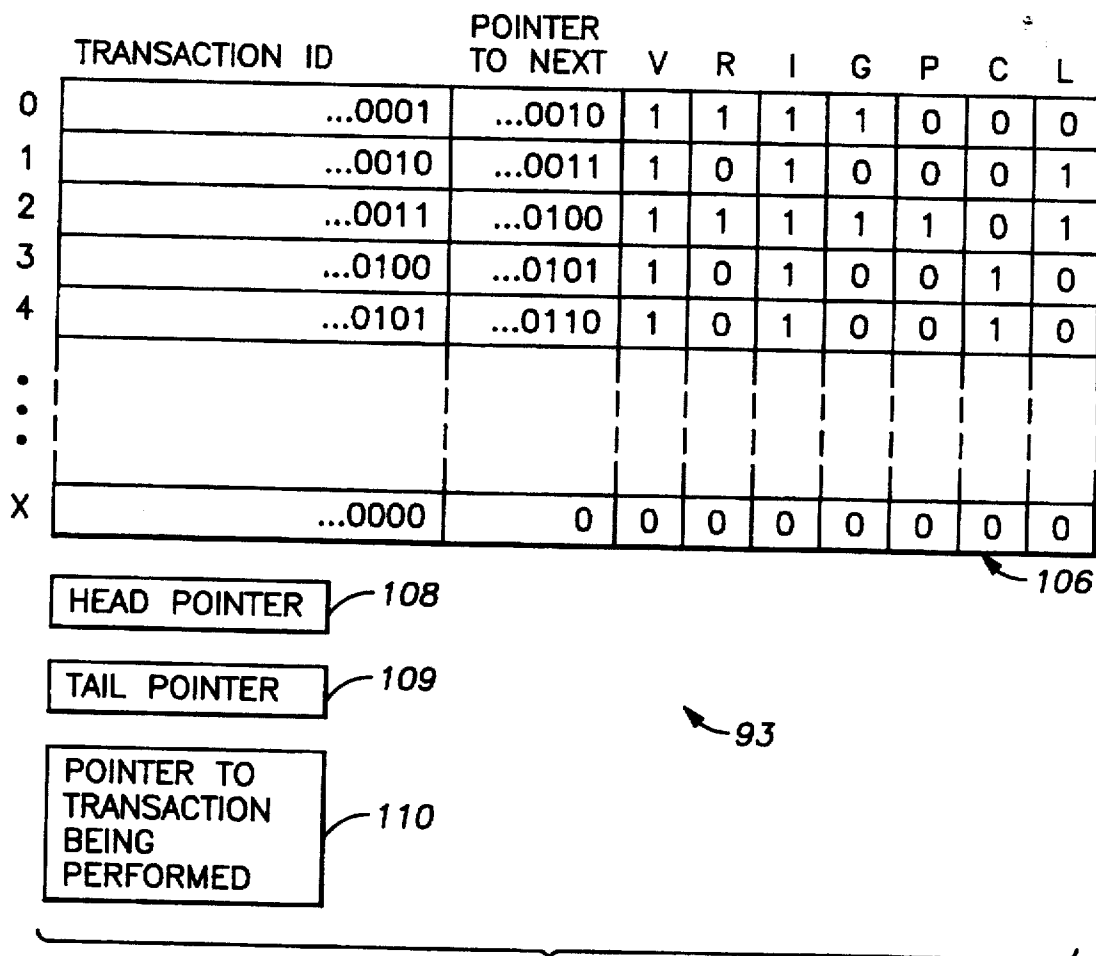 TRANSACTION ID POINTER TO NEXT V R I G P C L
0 ...0001 ...0010 1 1 1 1 0 0 0
1 ...0010 ...0011 1 0 1 0 0 0 1
2 ...0011 ...0100 1 1 1 1 1 0 1
3 ...0100 ...0101 1 0 1 0 0 1 0
4 ...0101 ...0110 1 0 1 0 0 1 0
X ...0000 0 0 0 0 0 0 0 0
106
HEAD POINTER 108
TAIL POINTER 109
93
POINTER TO
TRANSACTION
BEING
PERFORMED
110